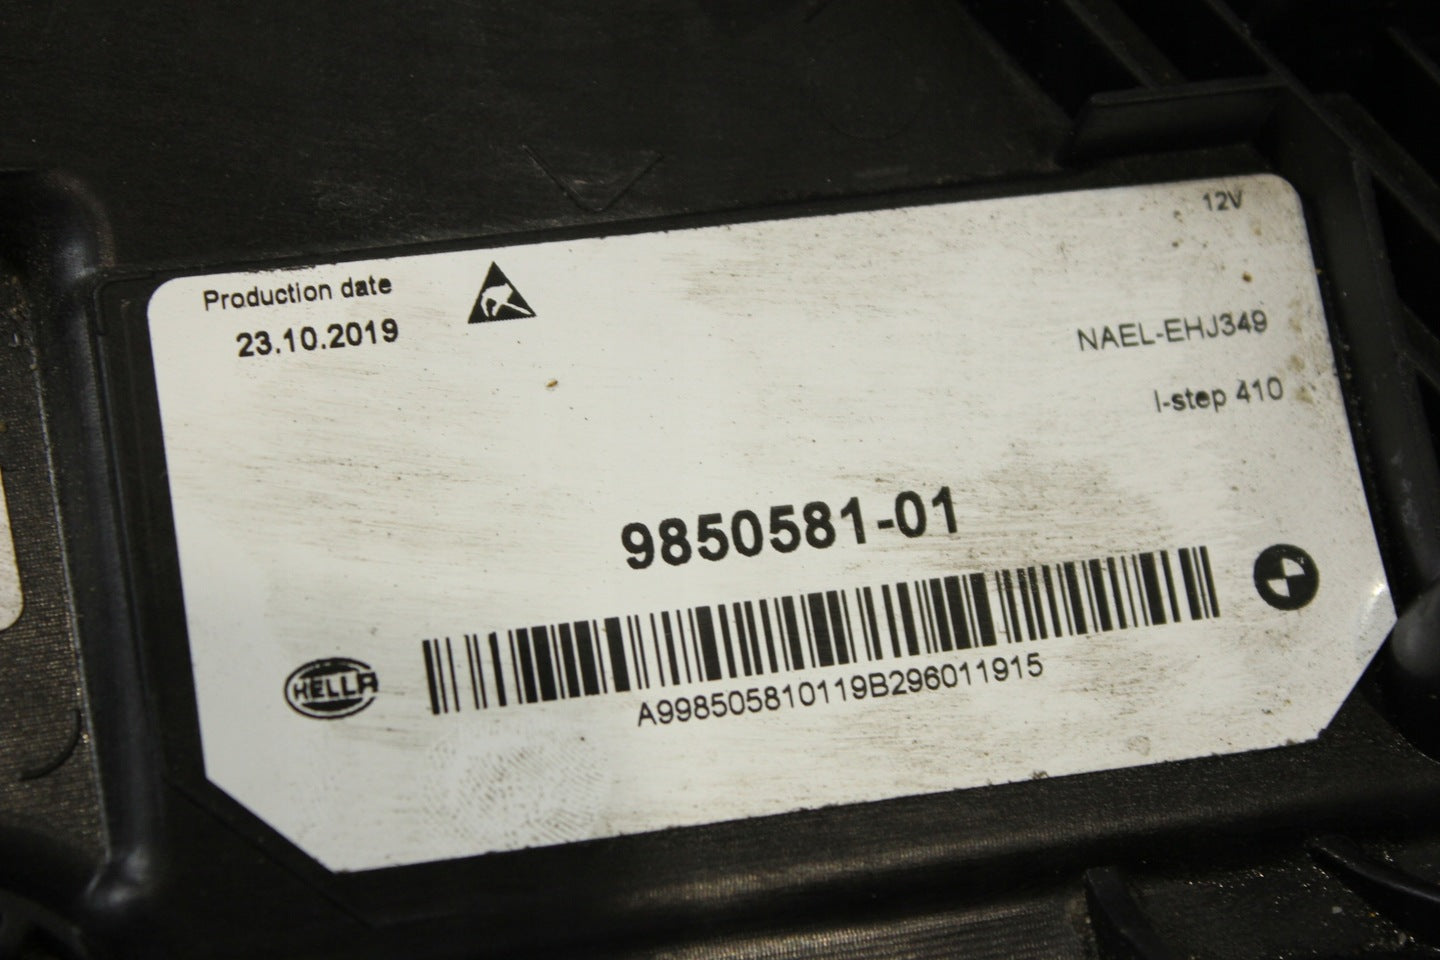 12V
Production date
23.10.2019
NAEL-EHJ349
I-step 410
9850581-01
HELLA
A998505810119B296011915